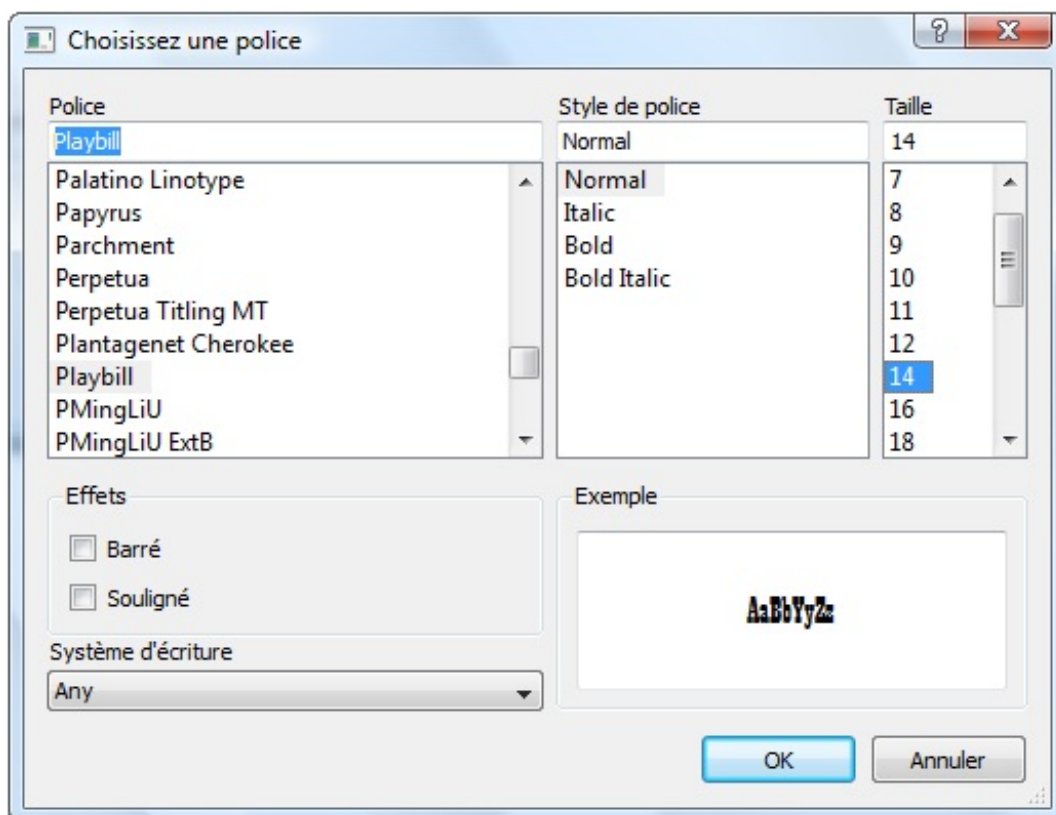 Choisissez une police
Police
Playbill
Palatino Linotype
Papyrus
Parchment
Perpetua
Perpetua Titling MT
Plantagenet Cherokee
Playbill
PMingLiU
PMingLiU ExtB
Style de police
Normal
Normal
Italic
Bold
Bold Italic
Taille
14
7
8
9
10
11
12
14
16
18
Effets
Barré
Souligné
Système d'écriture
Any
Exemple
AaBbYyZz
OK
Annuler